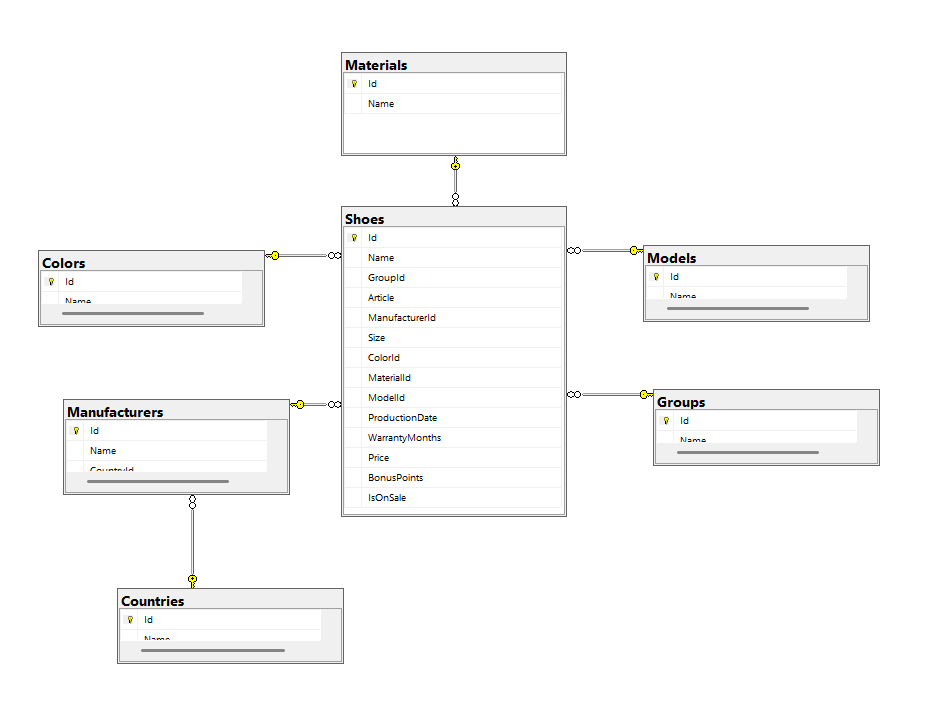 Materials
Id
Name
Shoes
Id
Name
GroupId
Article
ManufacturerId
Size
ColorId
MaterialId
ModelId
ProductionDate
WarrantyMonths
Price
BonusPoints
IsOnSale
Colors
Id
Name
Models
Id
Name
Manufacturers
Id
Name
CountryId
Groups
Id
Name
Countries
Id
Name